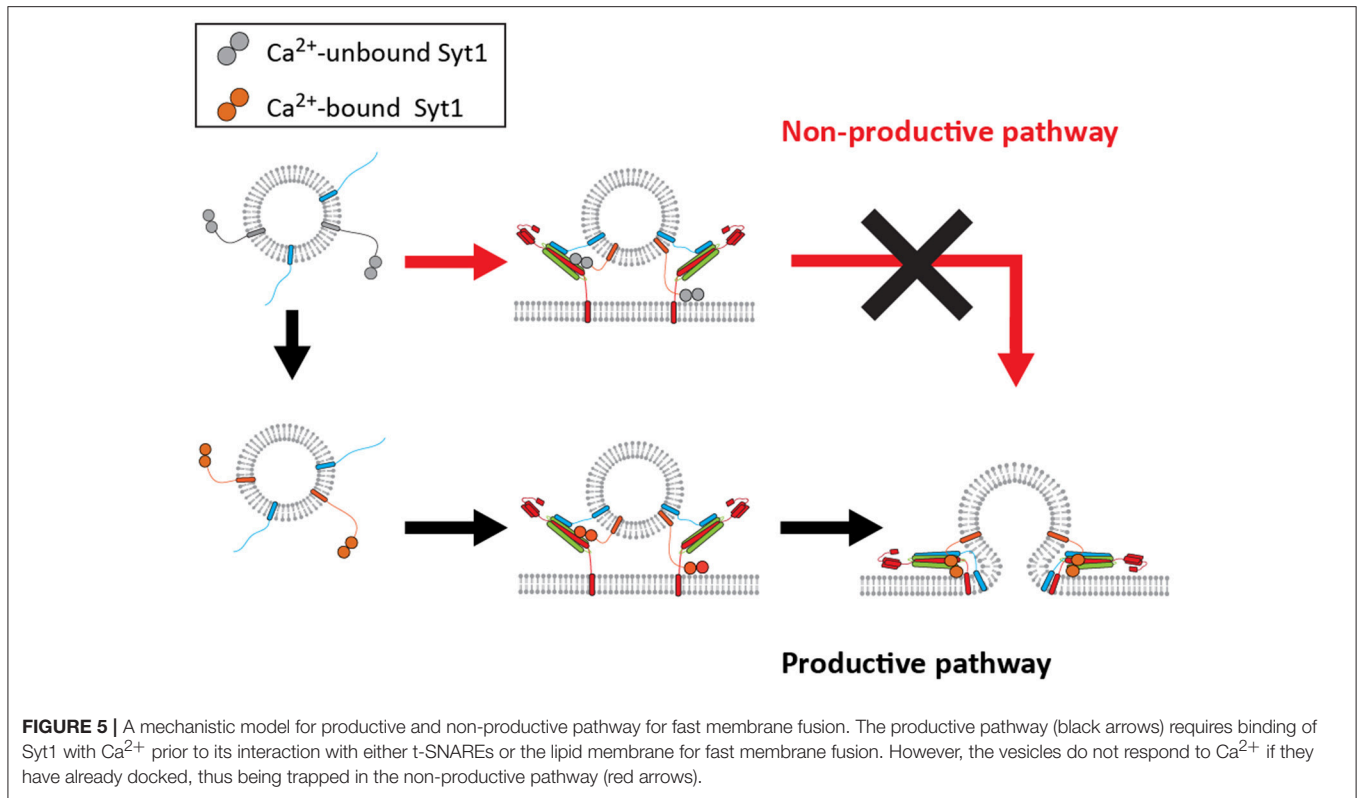 Ca²⁺-unbound Syt1
Ca²⁺-bound Syt1
Non-productive pathway
Productive pathway
FIGURE 5 | A mechanistic model for productive and non-productive pathway for fast membrane fusion. The productive pathway (black arrows) requires binding of
Syt1 with Ca²⁺ prior to its interaction with either t-SNAREs or the lipid membrane for fast membrane fusion. However, the vesicles do not respond to Ca²⁺ if they
have already docked, thus being trapped in the non-productive pathway (red arrows).